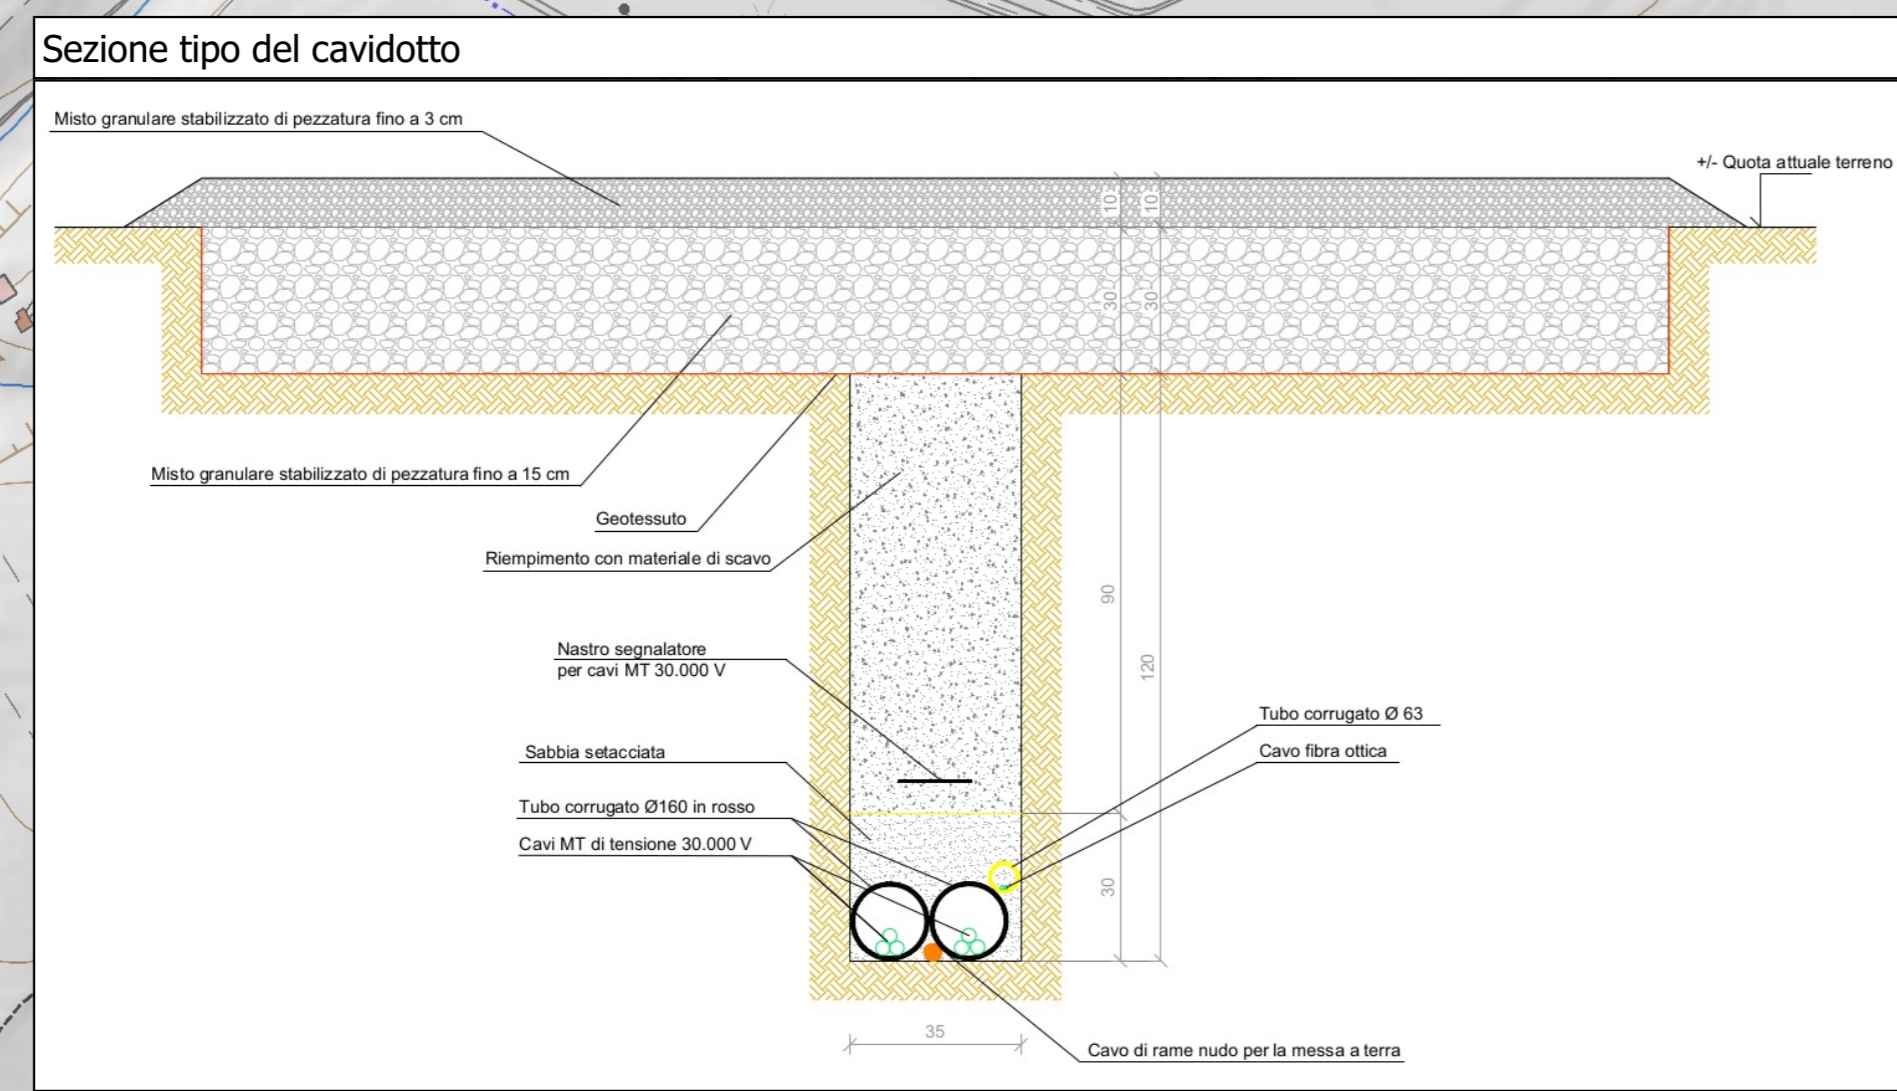 Sezione tipo del cavidotto
Misto granulare stabilizzato di pezzatura fino a 3 cm
+/- Quota attuale terreno
10
10
30
30
Misto granulare stabilizzato di pezzatura fino a 15 cm
Geotessuto
Riempimento con materiale di scavo
90
Nastro segnalatore
per cavi MT 30.000 V
120
Tubo corrugato Ø 63
Sabbia setacciata
Cavo fibra ottica
Tubo corrugato Ø160 in rosso
Cavi MT di tensione 30.000 V
30
35
Cavo di rame nudo per la messa a terra